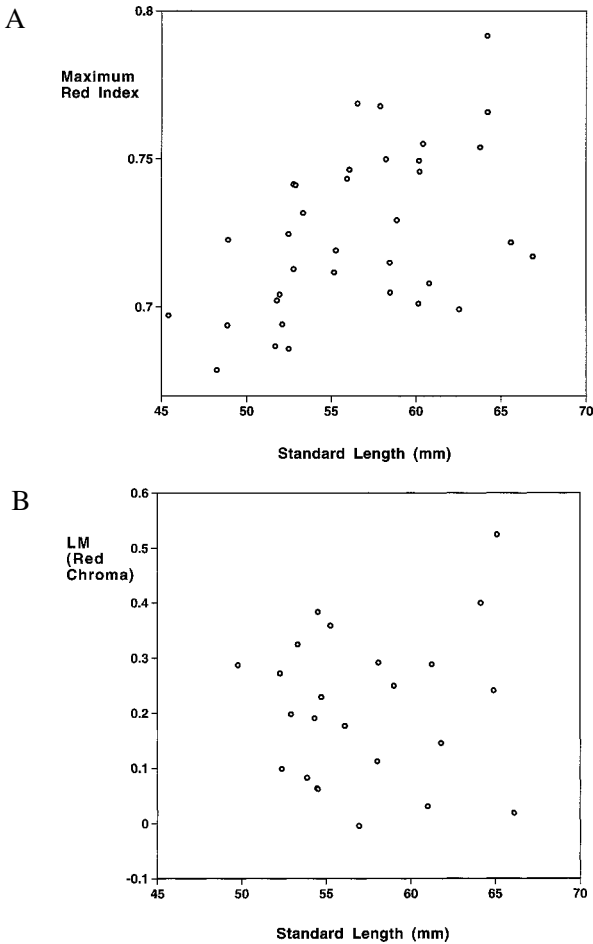 A
Maximum
Red Index
0.8
0.75
0.7
45 50 55 60 65 70
Standard Length (mm)
B
LM
(Red
Chroma)
0.6
0.5
0.4
0.3
0.2
0.1
0
-0.1
45 50 55 60 65 70
Standard Length (mm)